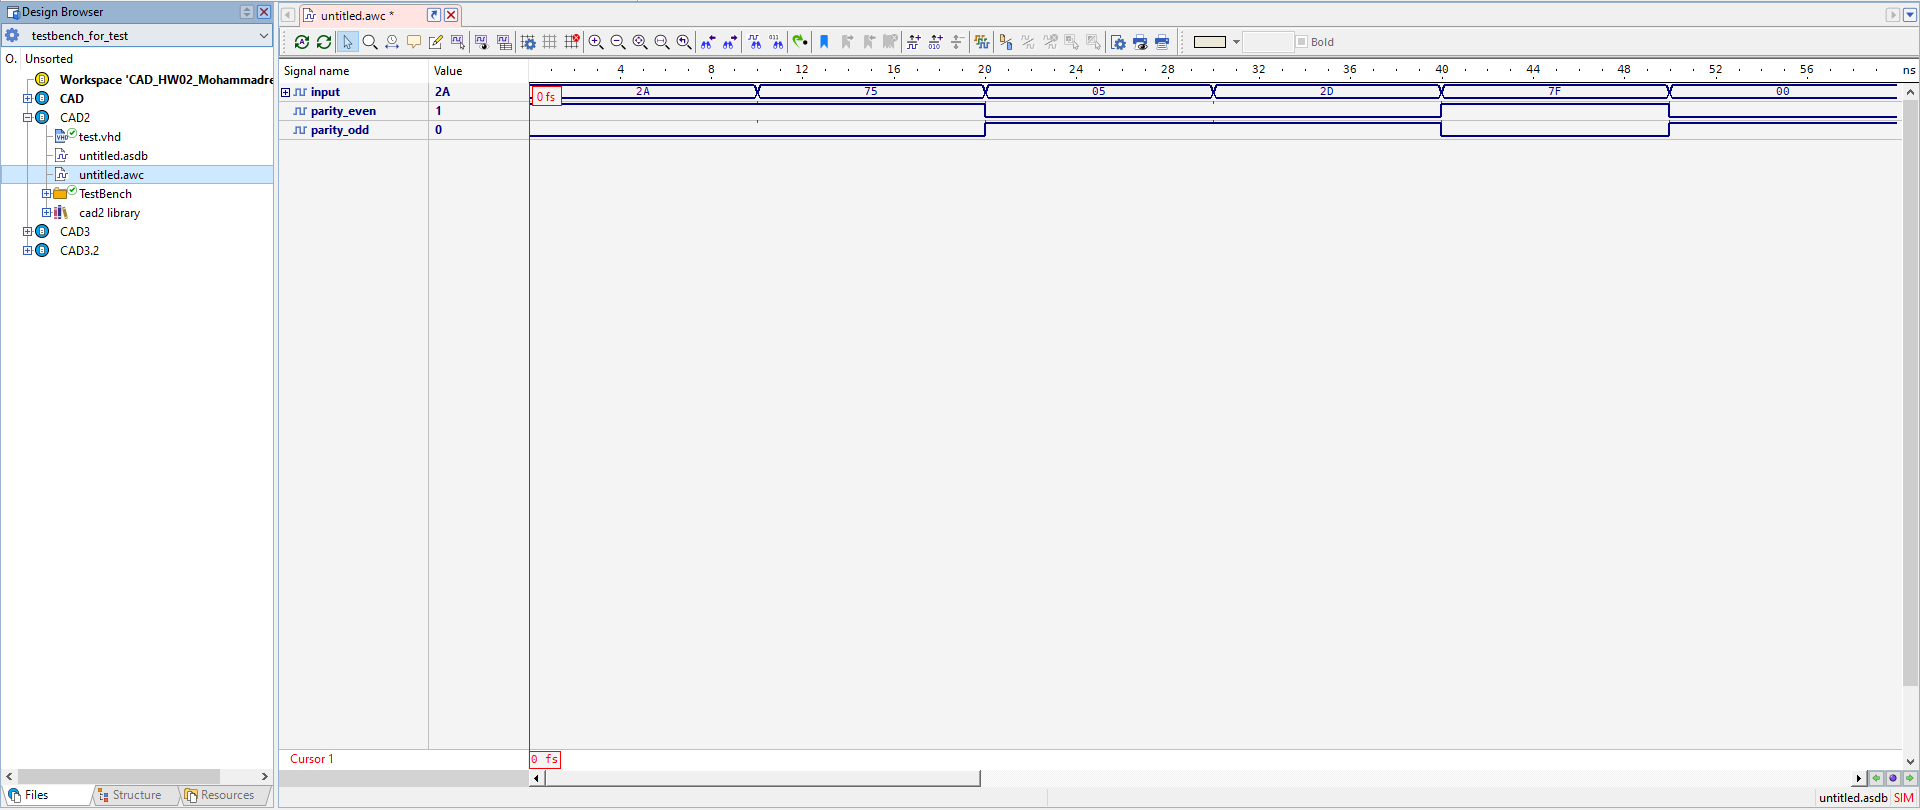 Design Browser
testbench_for_test
O. Unsorted
Workspace 'CAD_HW02_Mohammadre
CAD
CAD2
test.vhd
untitled.asdb
untitled.awc
TestBench
cad2 library
CAD3
CAD3.2
Files Structure Resources
untitled.awc *
Bold
Signal name Value 4 8 12 16 20 24 28 32 36 40 44 48 52 56 ns
input 2A 0 fs 2A 75 05 2D 7F 00
parity_even 1
parity_odd 0
Cursor 1 0 fs
untitled.asdb SIM